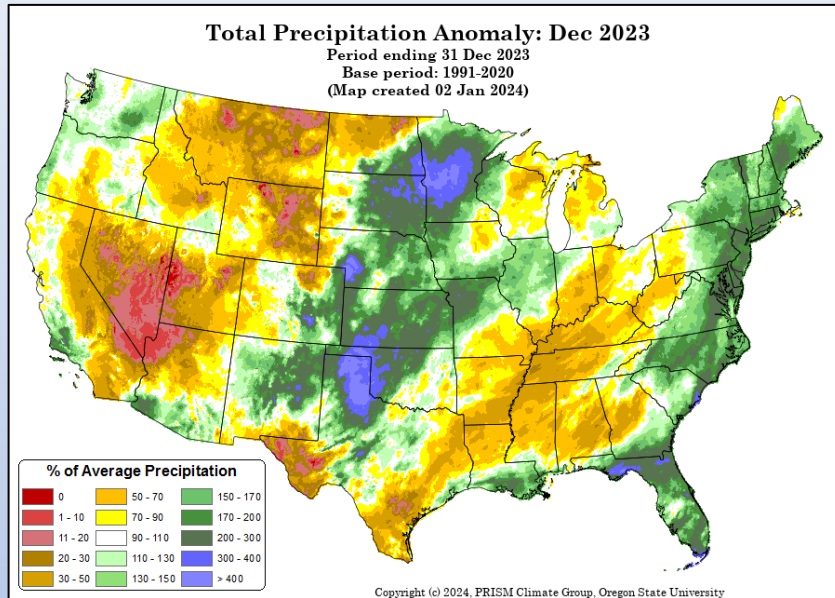 Total Precipitation Anomaly: Dec 2023
Period ending 31 Dec 2023
Base period: 1991-2020
(Map created 02 Jan 2024)
% of Average Precipitation
0 50 - 70 150 - 170
1 - 10 70 - 90 170 - 200
11 - 20 90 - 110 200 - 300
20 - 30 110 - 130 300 - 400
30 - 50 130 - 150 > 400
Copyright (c) 2024, PRISM Climate Group, Oregon State University